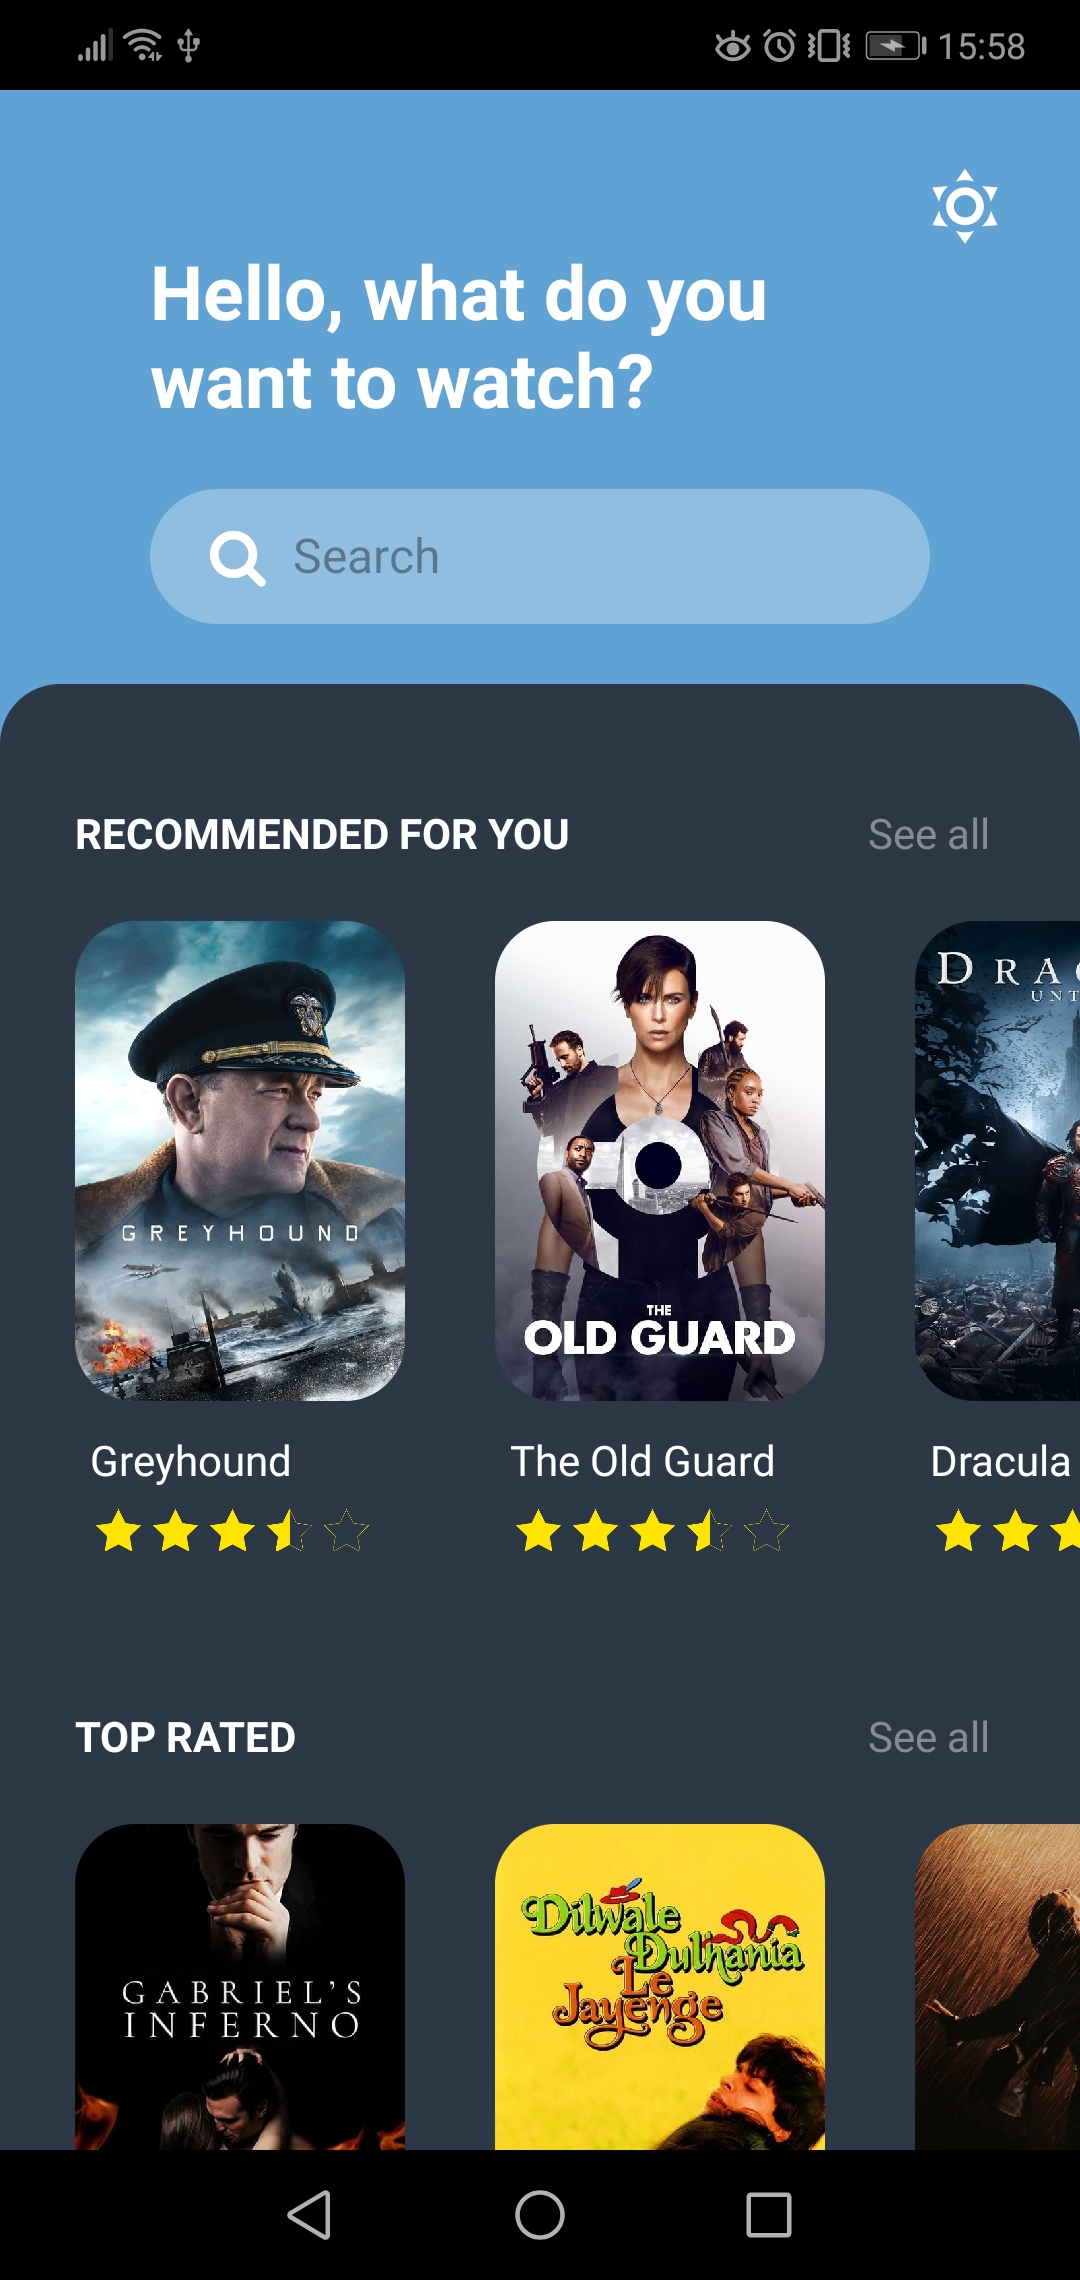 15:58
Hello, what do you
want to watch?
Search
RECOMMENDED FOR YOU
See all
GREYHOUND
THE
OLD GUARD
DRAC
UNT
Greyhound
The Old Guard
Dracula
TOP RATED
See all
GABRIEL'S
INFERNO
Dilwale
Dulhania
Le
Jayenge